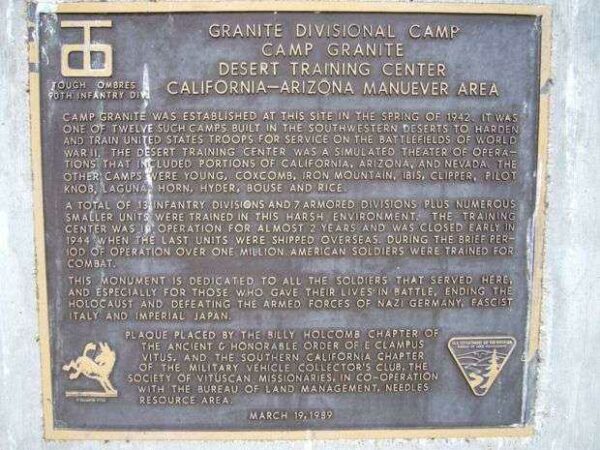 GRANITE DIVISIONAL CAMP
CAMP GRANITE
DESERT TRAINING CENTER
CALIFORNIA—ARIZONA MANUEVER AREA
TOUGH OMBRES
90TH INFANTRY DIV.
CAMP GRANITE WAS ESTABLISHED AT THIS SITE IN THE SPRING OF 1942. IT WAS
ONE OF TWELVE SUCH CAMPS BUILT IN THE SOUTHWESTERN DESERTS TO HARDEN
AND TRAIN UNITED STATES TROOPS FOR SERVICE ON THE BATTLEFIELDS OF WORLD
WAR II. THE DESERT TRAINING CENTER WAS A SIMULATED THEATER OF OPERA-
TIONS THAT INCLUDED PORTIONS OF CALIFORNIA, ARIZONA, AND NEVADA. THE
OTHER CAMPS WERE YOUNG, COXCOMB, IRON MOUNTAIN, IBIS, CLIPPER, PILOT
KNOB, LAGUNA, HORN, HYDER, BOUSE AND RICE.
A TOTAL OF 13 INFANTRY DIVISIONS AND 7 ARMORED DIVISIONS PLUS NUMEROUS
SMALLER UNITS WERE TRAINED IN THIS HARSH ENVIRONMENT. THE TRAINING
CENTER WAS IN OPERATION FOR ALMOST 2 YEARS AND WAS CLOSED EARLY IN
1944 WHEN THE LAST UNITS WERE SHIPPED OVERSEAS. DURING THE BRIEF PER-
IOD OF OPERATION OVER ONE MILLION AMERICAN SOLDIERS WERE TRAINED FOR
COMBAT.
THIS MONUMENT IS DEDICATED TO ALL THE SOLDIERS THAT SERVED HERE,
AND ESPECIALLY FOR THOSE WHO GAVE THEIR LIVES IN BATTLE, ENDING THE
HOLOCAUST AND DEFEATING THE ARMED FORCES OF NAZI GERMANY, FASCIST
ITALY AND IMPERIAL JAPAN.
PLAQUE PLACED BY THE BILLY HOLCOMB CHAPTER OF
THE ANCIENT & HONORABLE ORDER OF E CLAMPUS
VITUS, AND THE SOUTHERN CALIFORNIA CHAPTER
OF THE MILITARY VEHICLE COLLECTOR'S CLUB, THE
SOCIETY OF VITUSCAN MISSIONARIES, IN CO-OPERATION
WITH THE BUREAU OF LAND MANAGEMENT, NEEDLES
RESOURCE AREA.
MARCH 19, 1989